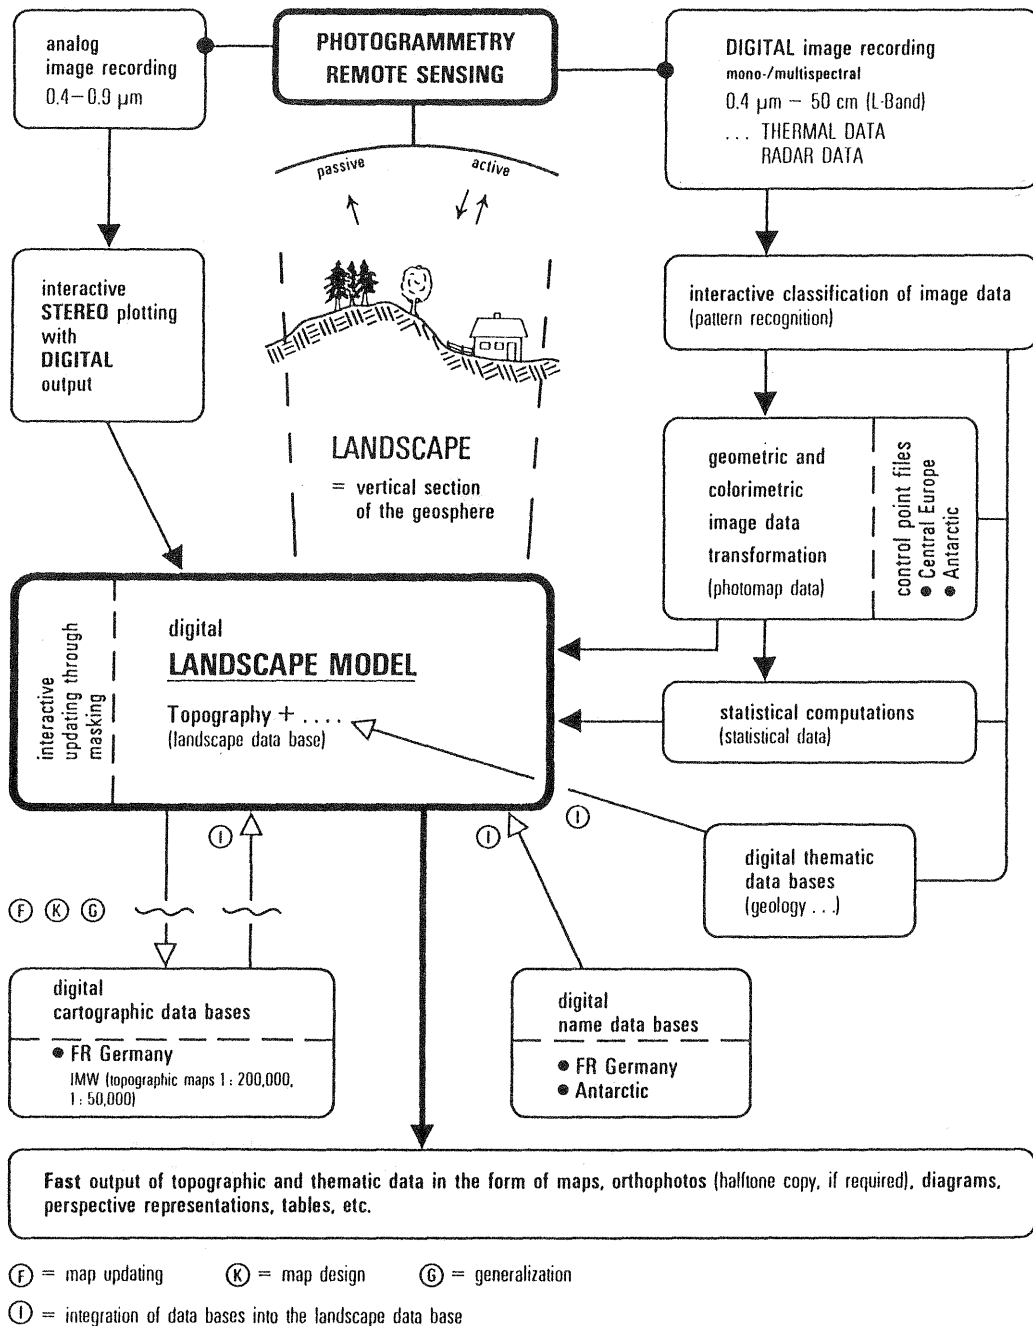 analog
image recording
0.4–0.9 µm
PHOTOGRAMMETRY
REMOTE SENSING
DIGITAL image recording
mono-/multispectral
0.4 µm – 50 cm (L-Band)
... THERMAL DATA
RADAR DATA
passive
active
interactive
STEREO plotting
with
DIGITAL
output
interactive classification of image data
(pattern recognition)
LANDSCAPE
= vertical section
of the geosphere
geometric and
colorimetric
image data
transformation
(photomap data)
control point files
● Central Europe
● Antarctic
interactive
updating through
masking
digital
LANDSCAPE MODEL
Topography + ....
(landscape data base)
statistical computations
(statistical data)
I
I
I
digital thematic
data bases
(geology ...)
F K G
digital
cartographic data bases
● FR Germany
IMW (topographic maps 1 : 200,000,
1 : 50,000)
digital
name data bases
● FR Germany
● Antarctic
Fast output of topographic and thematic data in the form of maps, orthophotos (halftone copy, if required), diagrams,
perspective representations, tables, etc.
F = map updating K = map design G = generalization
I = integration of data bases into the landscape data base